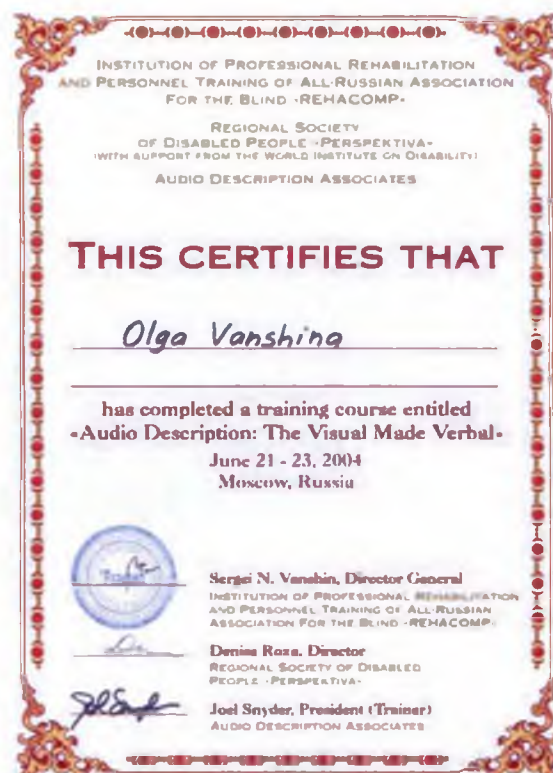 INSTITUTION OF PROFESSIONAL REHABILITATION
AND PERSONNEL TRAINING OF ALL-RUSSIAN ASSOCIATION
FOR THE BLIND «REHACOMP»
REGIONAL SOCIETY
OF DISABLED PEOPLE «PERSPEKTIVA»
(WITH SUPPORT FROM THE WORLD INSTITUTE ON DISABILITY)
AUDIO DESCRIPTION ASSOCIATES
THIS CERTIFIES THAT
Olga Vanshina
has completed a training course entitled
«Audio Description: The Visual Made Verbal»
June 21 - 23, 2004
Moscow, Russia
Sergei N. Vanshin, Director General
INSTITUTION OF PROFESSIONAL REHABILITATION
AND PERSONNEL TRAINING OF ALL-RUSSIAN
ASSOCIATION FOR THE BLIND «REHACOMP»
Denise Roza, Director
REGIONAL SOCIETY OF DISABLED
PEOPLE «PERSPEKTIVA»
Joel Snyder, President (Trainer)
AUDIO DESCRIPTION ASSOCIATES